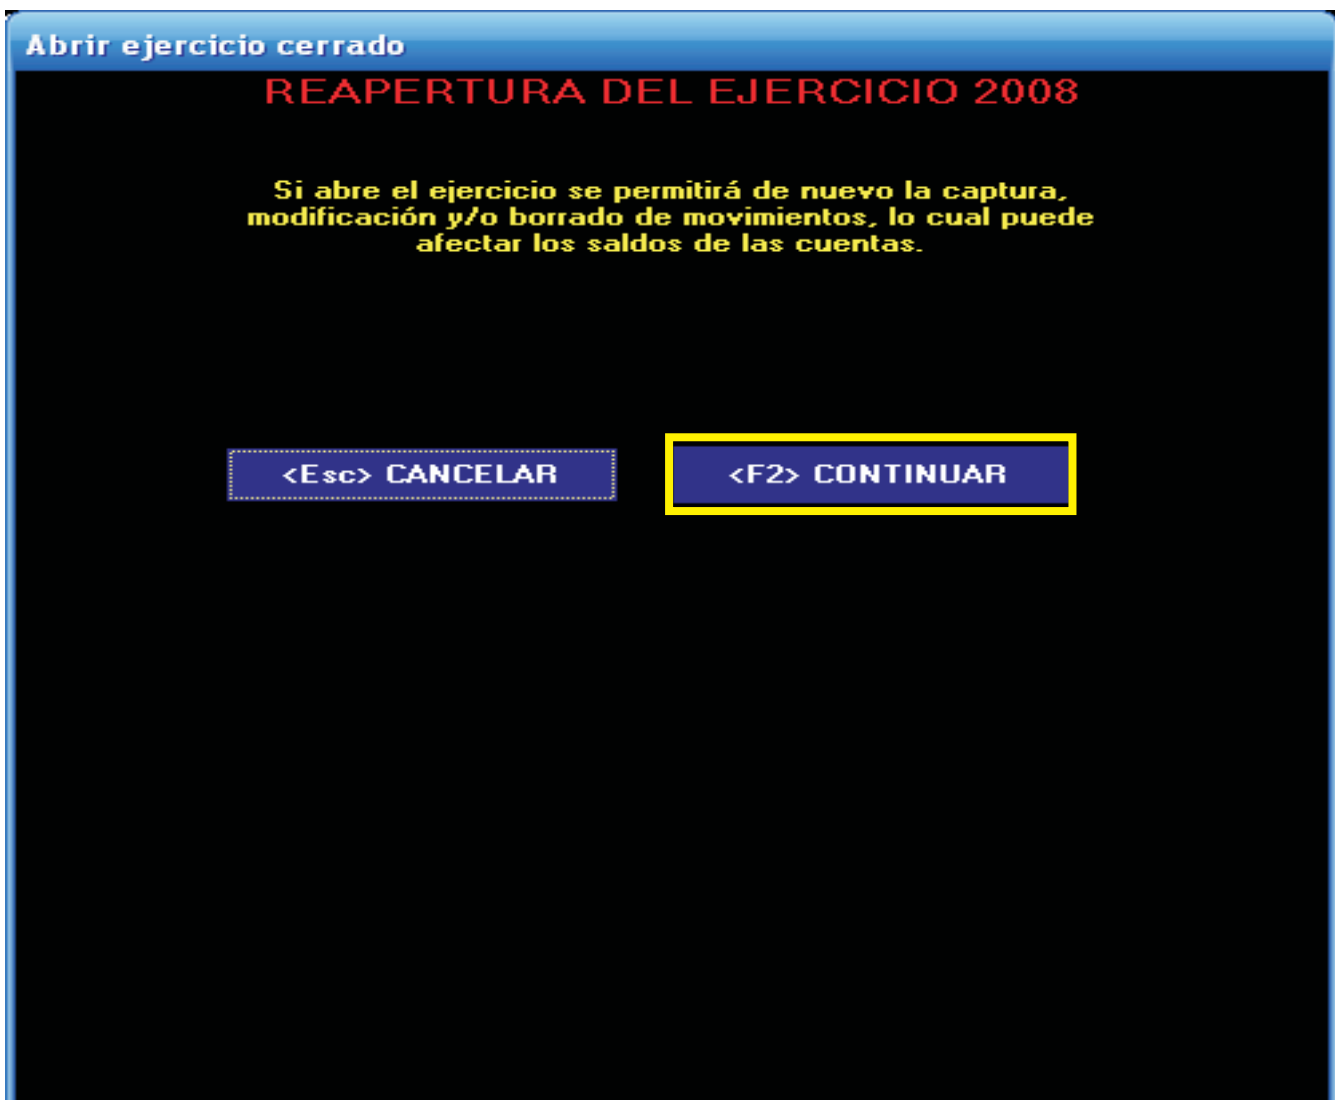 Abrir ejercicio cerrado
REAPERTURA DEL EJERCICIO 2008
Si abre el ejercicio se permitirá de nuevo la captura,
modificación y/o borrado de movimientos, lo cual puede
afectar los saldos de las cuentas.
<Esc> CANCELAR
<F2> CONTINUAR